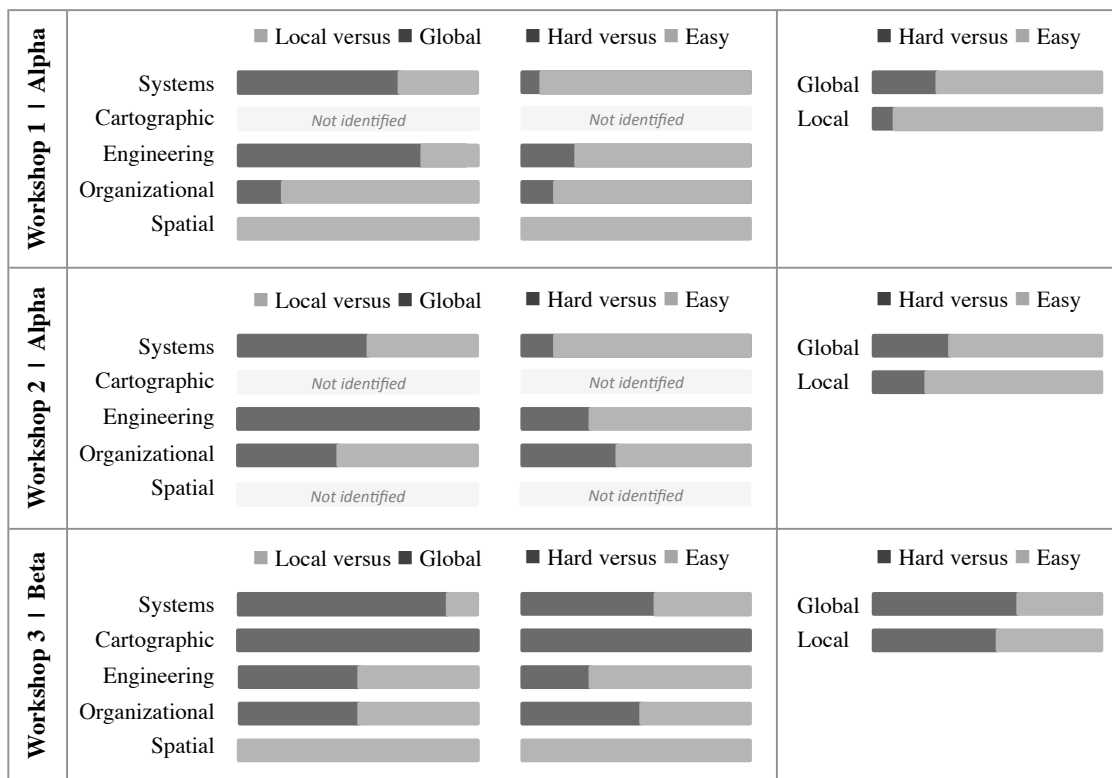 Workshop 1 | Alpha
Local versus Global
Hard versus Easy
Hard versus Easy
Systems
Cartographic
Not identified
Not identified
Engineering
Organizational
Spatial
Global
Local
Workshop 2 | Alpha
Local versus Global
Hard versus Easy
Hard versus Easy
Systems
Cartographic
Not identified
Not identified
Engineering
Organizational
Spatial
Not identified
Not identified
Global
Local
Workshop 3 | Beta
Local versus Global
Hard versus Easy
Hard versus Easy
Systems
Cartographic
Engineering
Organizational
Spatial
Global
Local